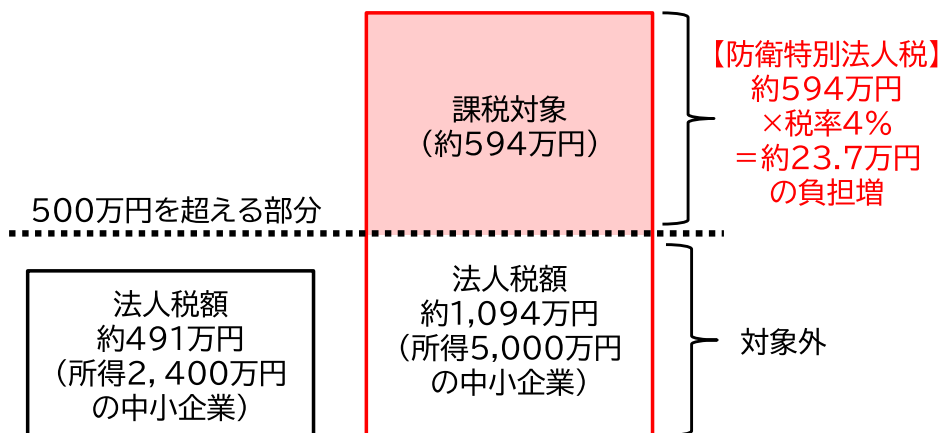 課税対象
（約594万円）
【防衛特別法人税】
約594万円
×税率4％
＝約23.7万円
の負担増
500万円を超える部分
法人税額
約491万円
（所得2，400万円
の中小企業）
法人税額
約1,094万円
（所得5,000万円
の中小企業）
対象外